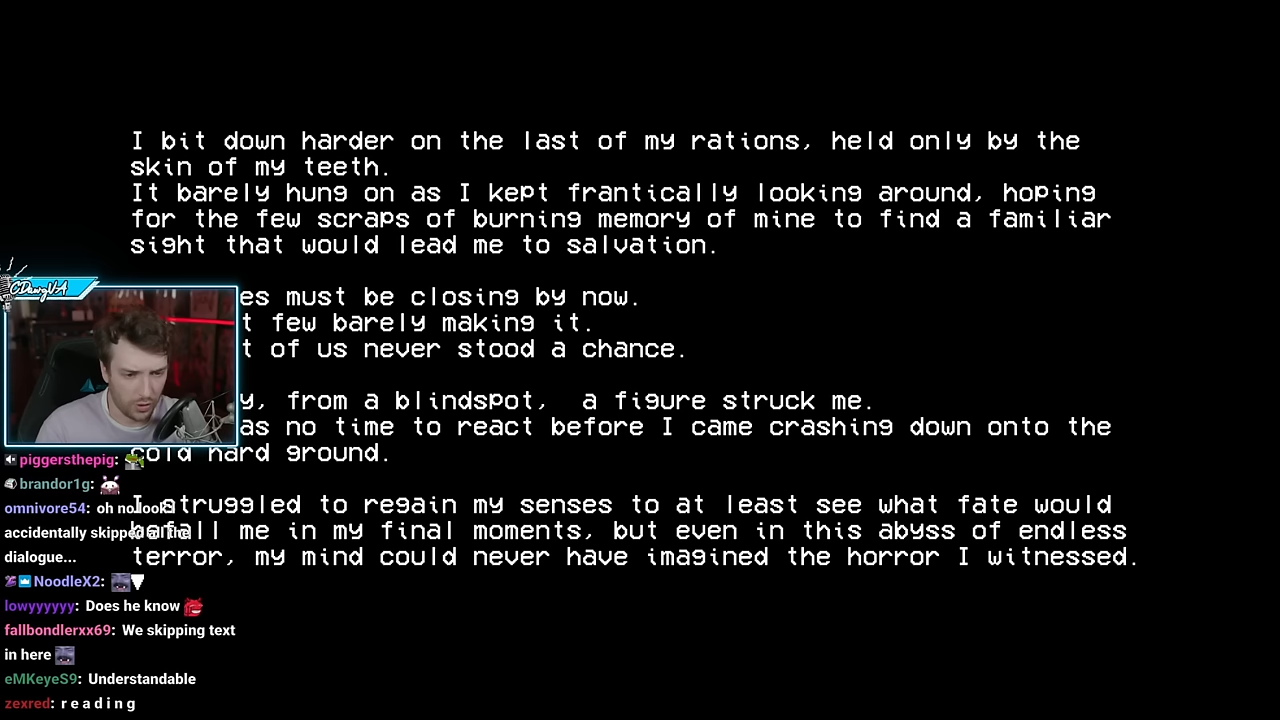 I bit down harder on the last of my rations, held only by the
skin of my teeth.
It barely hung on as I kept frantically looking around, hoping
for the few scraps of burning memory of mine to find a familiar
sight that would lead me to salvation.
es must be closing by now.
t few barely making it.
t of us never stood a chance.
y, from a blindspot,  a figure struck me.
as no time to react before I came crashing down onto the
cold hard ground.
I struggled to regain my senses to at least see what fate would
befall me in my final moments, but even in this abyss of endless
terror, my mind could never have imagined the horror I witnessed.
CDawgVA
piggersthepig:
brandor1g:
omnivore54: oh no look I
accidentally skipped all the
dialogue...
NoodleX2:
lowyyyyyy: Does he know
fallbondlerxx69: We skipping text
in here
eMKeyeS9: Understandable
zexred: r e a d i n g